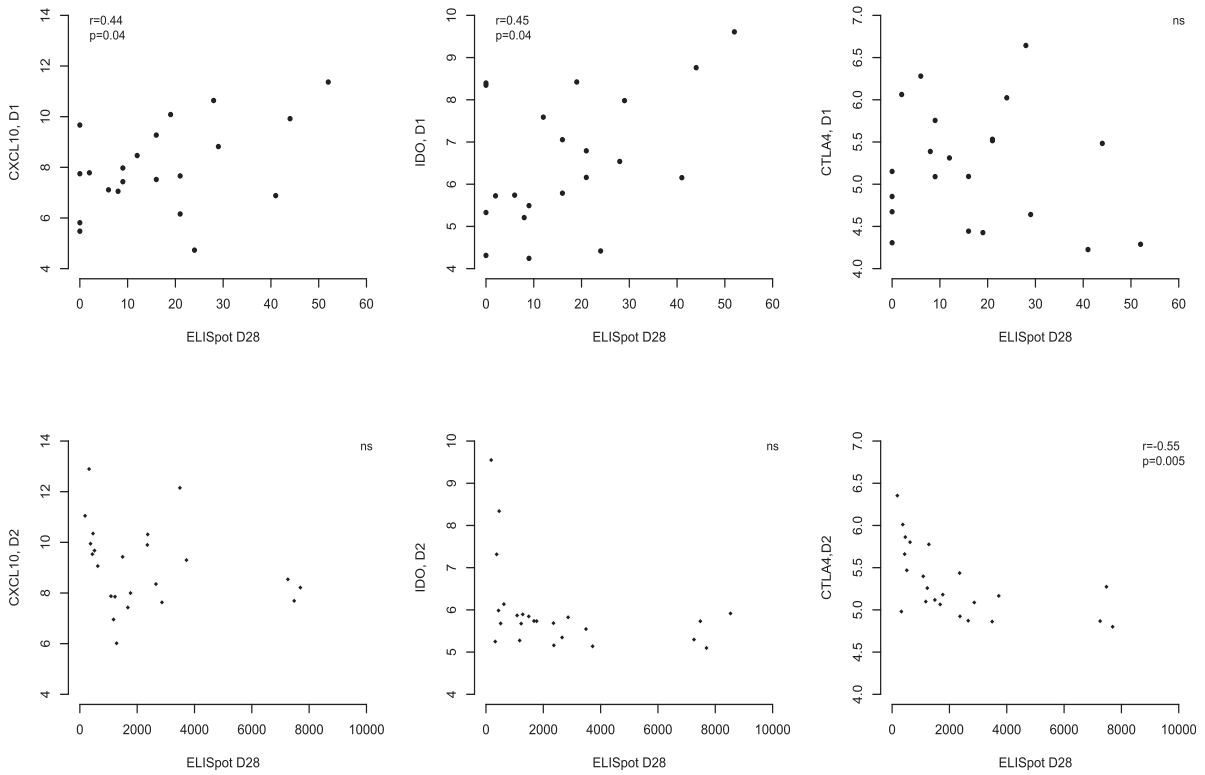 r=0.44
p=0.04
14
12
10
8
6
4
CXCL10, D1
0 10 20 30 40 50 60
ELISpot D28
r=0.45
p=0.04
10
9
8
7
6
5
4
IDO, D1
0 10 20 30 40 50 60
ELISpot D28
ns
7.0
6.5
6.0
5.5
5.0
4.5
4.0
CTLA4, D1
0 10 20 30 40 50 60
ELISpot D28
ns
14
12
10
8
6
4
CXCL10, D2
0 2000 4000 6000 8000 10000
ELISpot D28
ns
10
9
8
7
6
5
4
IDO, D2
0 2000 4000 6000 8000 10000
ELISpot D28
r=-0.55
p=0.005
7.0
6.5
6.0
5.5
5.0
4.5
4.0
CTLA4,D2
0 2000 4000 6000 8000 10000
ELISpot D28